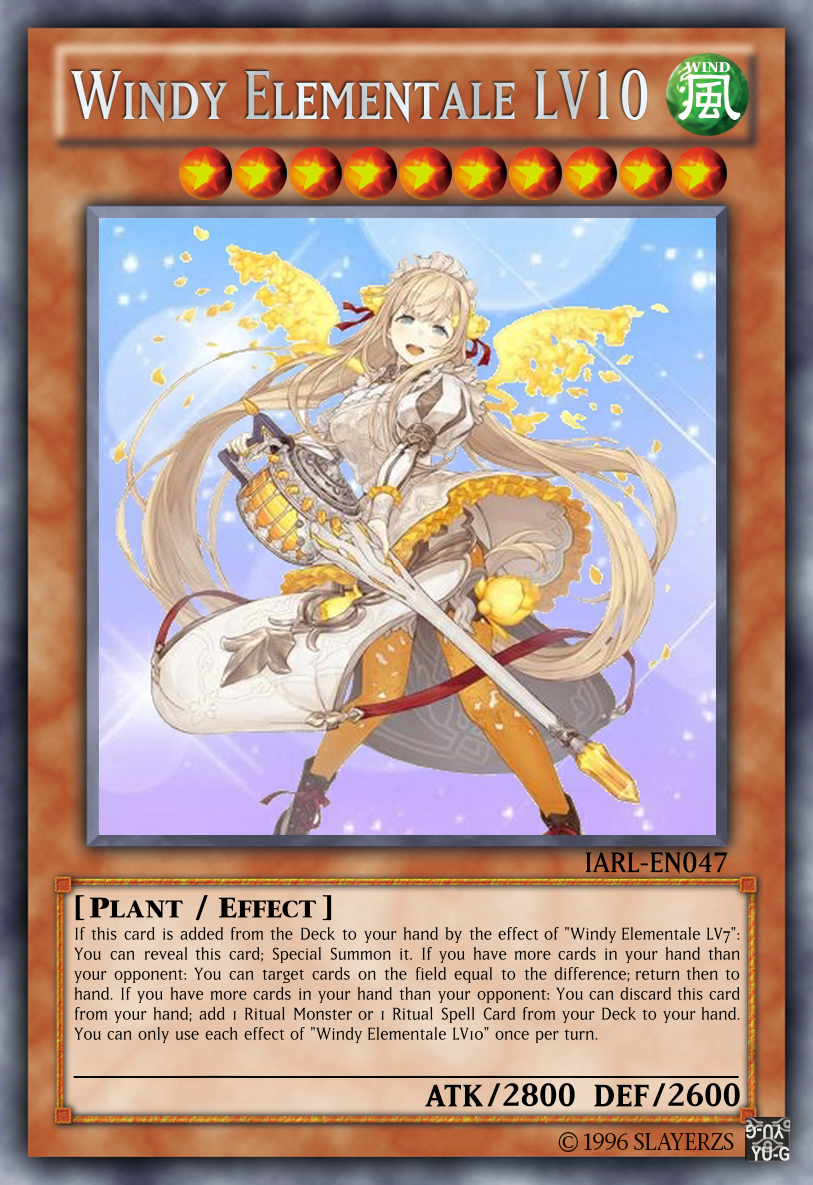 Windy Elementale LV10
WIND
風
IARL-EN047
[ Plant / Effect ]
If this card is added from the Deck to your hand by the effect of "Windy Elementale LV7":
You can reveal this card; Special Summon it. If you have more cards in your hand than
your opponent: You can target cards on the field equal to the difference; return then to
hand. If you have more cards in your hand than your opponent: You can discard this card
from your hand; add 1 Ritual Monster or 1 Ritual Spell Card from your Deck to your hand.
You can only use each effect of "Windy Elementale LV10" once per turn.
ATK/2800 DEF/2600
© 1996 SLAYERZS
YU-G
YU-G